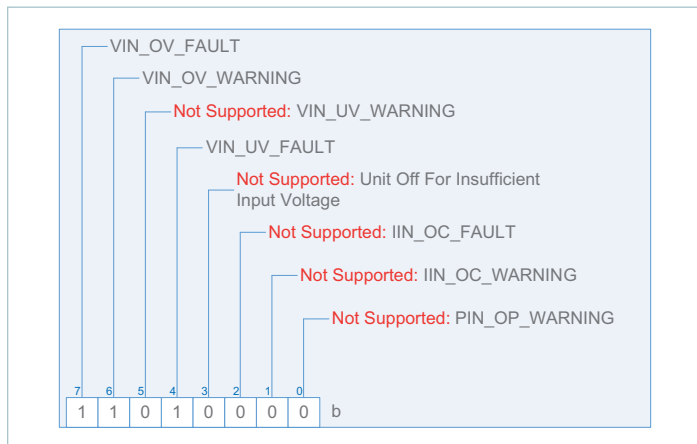 VIN_OV_FAULT
VIN_OV_WARNING
Not Supported: VIN_UV_WARNING
VIN_UV_FAULT
Not Supported: Unit Off For Insufficient
Input Voltage
Not Supported: IIN_OC_FAULT
Not Supported: IIN_OC_WARNING
Not Supported: PIN_OP_WARNING
7 6 5 4 3 2 1 0
1 1 0 1 0 0 0 0 b